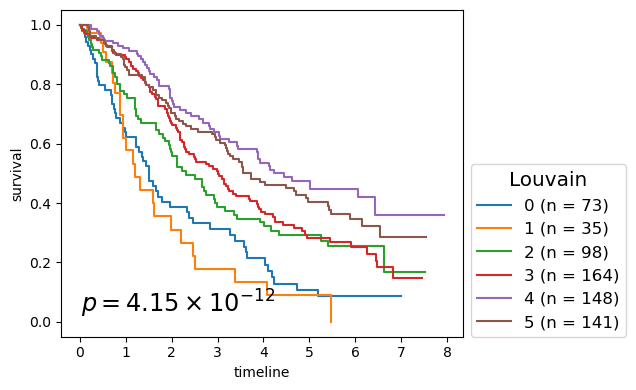 1.0
0.8
0.6
0.4
0.2
0.0
survival
p = 4.15 × 10⁻¹²
0 1 2 3 4 5 6 7 8
timeline
Louvain
0 (n = 73)
1 (n = 35)
2 (n = 98)
3 (n = 164)
4 (n = 148)
5 (n = 141)